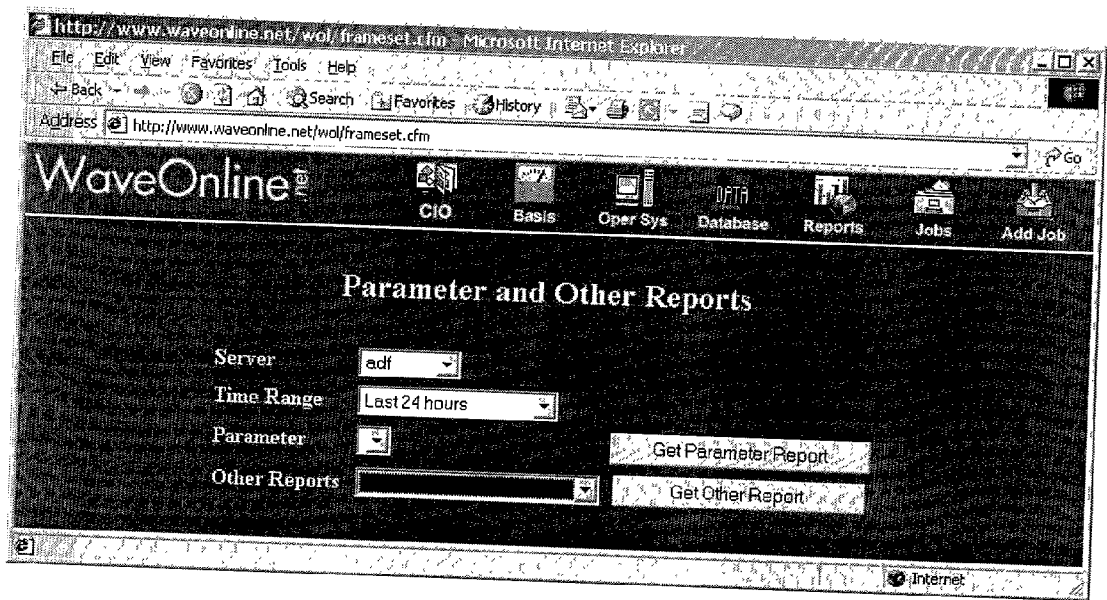 http://www.waveonline.net/wol/frameset.cfm - Microsoft Internet Explorer
File Edit View Favorites Tools Help
Back Search Favorites History
Address http://www.waveonline.net/wol/frameset.cfm Go
WaveOnline.net
CIO Basis Oper Sys DATA Database Reports Jobs Add Job
Parameter and Other Reports
Server adf
Time Range Last 24 hours
Parameter Get Parameter Report
Other Reports Get Other Report
Internet